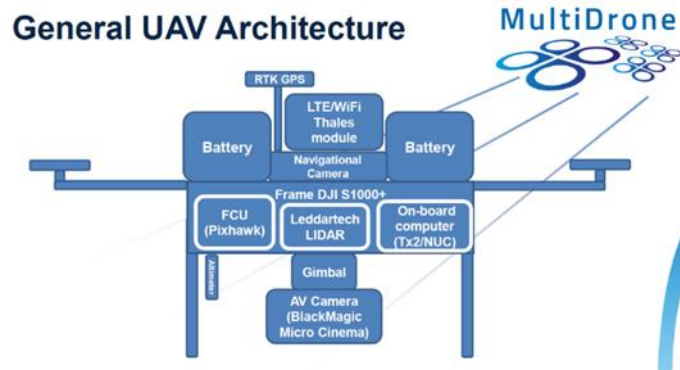 General UAV Architecture
MultiDrone
RTK GPS
LTE/WiFi
Thales
module
Battery
Battery
Navigational
Camera
Frame DJI S1000+
FCU
(Pixhawk)
Leddartech
LIDAR
On-board
computer
(Tx2/NUC)
Altimeter
Gimbal
AV Camera
(BlackMagic
Micro Cinema)